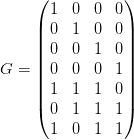 G =
1 0 0 0
0 1 0 0
0 0 1 0
0 0 0 1
1 1 1 0
0 1 1 1
1 0 1 1